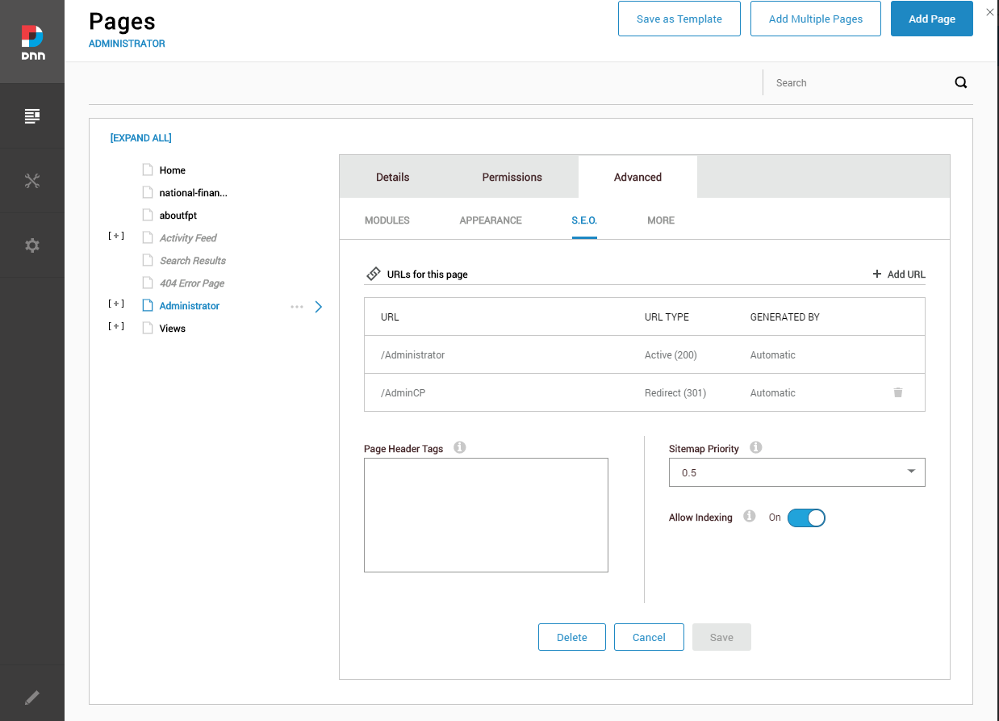 Pages
ADMINISTRATOR
Save as Template
Add Multiple Pages
Add Page
dnn
Search
[EXPAND ALL]
Home
national-finan...
aboutfpt
[+] Activity Feed
Search Results
404 Error Page
[+] Administrator ...
[+] Views
Details Permissions Advanced
MODULES APPEARANCE S.E.O. MORE
URLs for this page + Add URL
URL URL TYPE GENERATED BY
/Administrator Active (200) Automatic
/AdminCP Redirect (301) Automatic
Page Header Tags
Sitemap Priority
0.5
Allow Indexing On
Delete Cancel Save